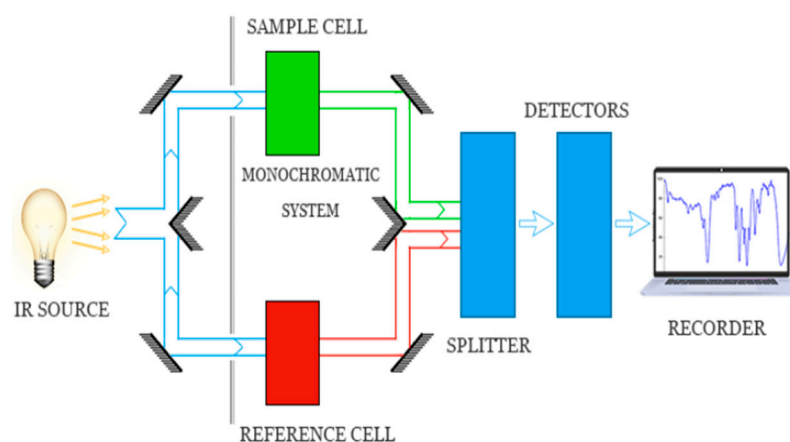 SAMPLE CELL
DETECTORS
MONOCHROMATIC
SYSTEM
IR SOURCE
SPLITTER
RECORDER
REFERENCE CELL